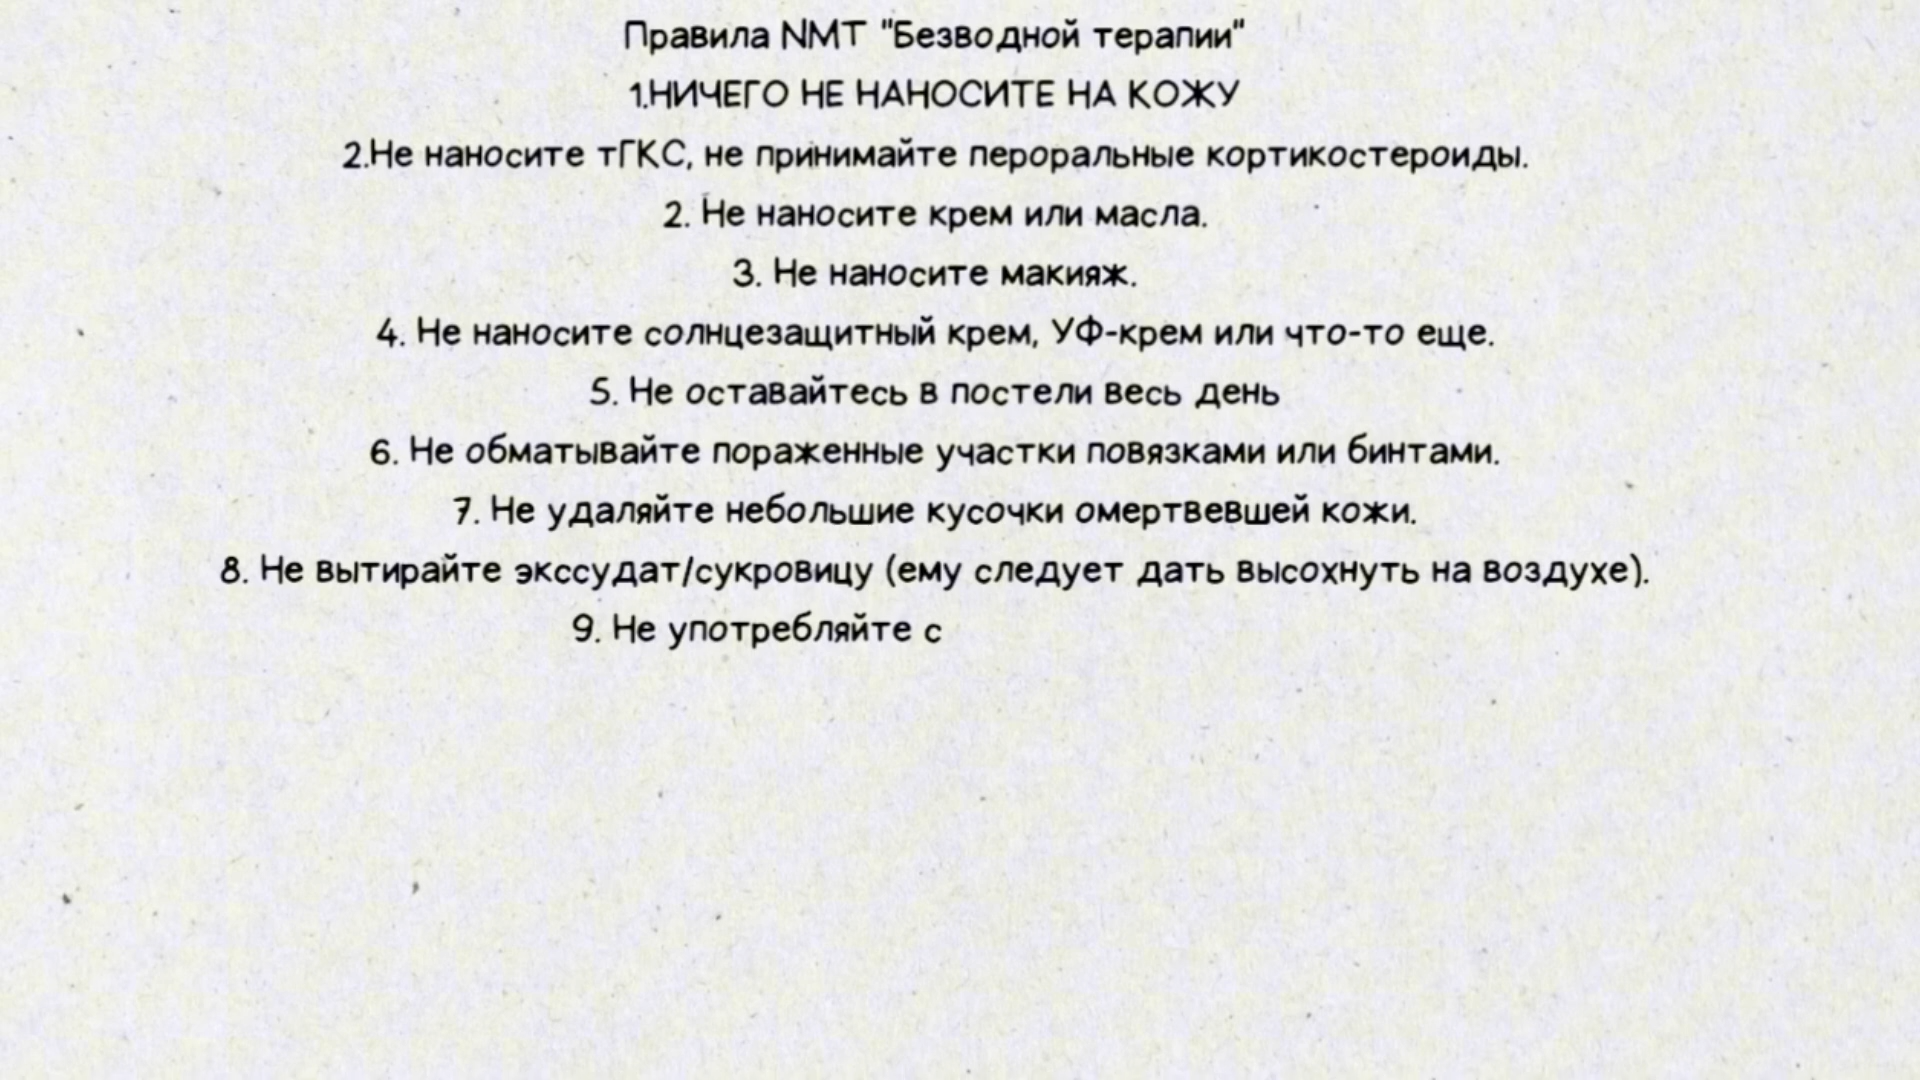 Правила NMT "Безводной терапии"
1.НИЧЕГО НЕ НАНОСИТЕ НА КОЖУ
2.Не наносите тГКС, не принимайте пероральные кортикостероиды.
2. Не наносите крем или масла.
3. Не наносите макияж.
4. Не наносите солнцезащитный крем, УФ-крем или что-то еще.
5. Не оставайтесь в постели весь день
6. Не обматывайте пораженные участки повязками или бинтами.
7. Не удаляйте небольшие кусочки омертвевшей кожи.
8. Не вытирайте экссудат/сукровицу (ему следует дать высохнуть на воздухе).
9. Не употребляйте с